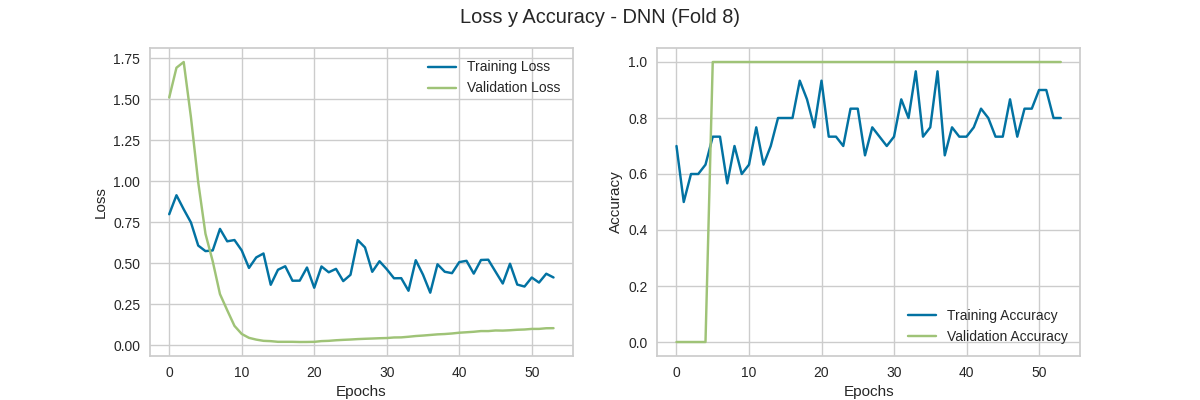 Loss y Accuracy - DNN (Fold 8)
1.75
1.50
1.25
1.00
0.75
0.50
0.25
0.00
Loss
0 10 20 30 40 50
Epochs
Training Loss
Validation Loss
1.0
0.8
0.6
0.4
0.2
0.0
Accuracy
0 10 20 30 40 50
Epochs
Training Accuracy
Validation Accuracy